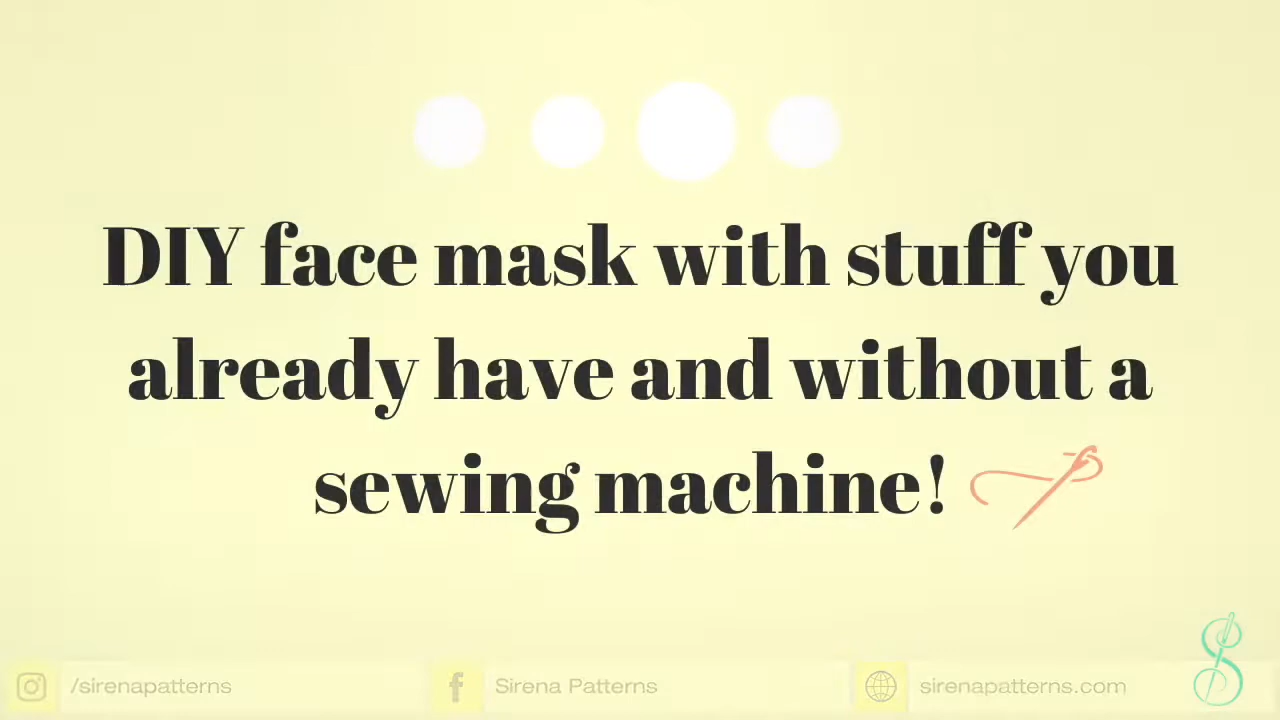 DIY face mask with stuff you
already have and without a
sewing machine!
/sirenapatterns
Sirena Patterns
sirenapatterns.com